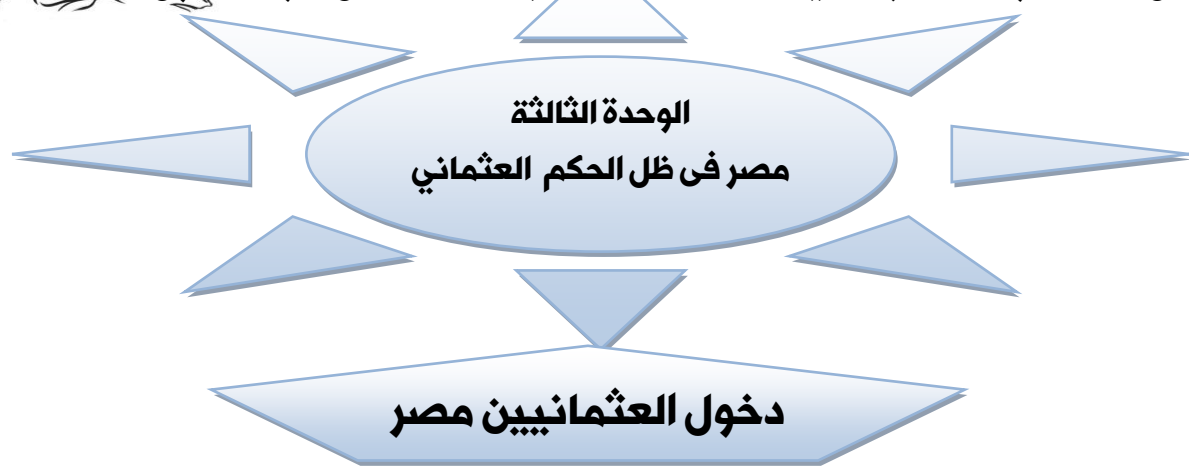 الوحدة الثالثة
مصر فى ظل الحكم العثماني
دخول العثمانيين مصر